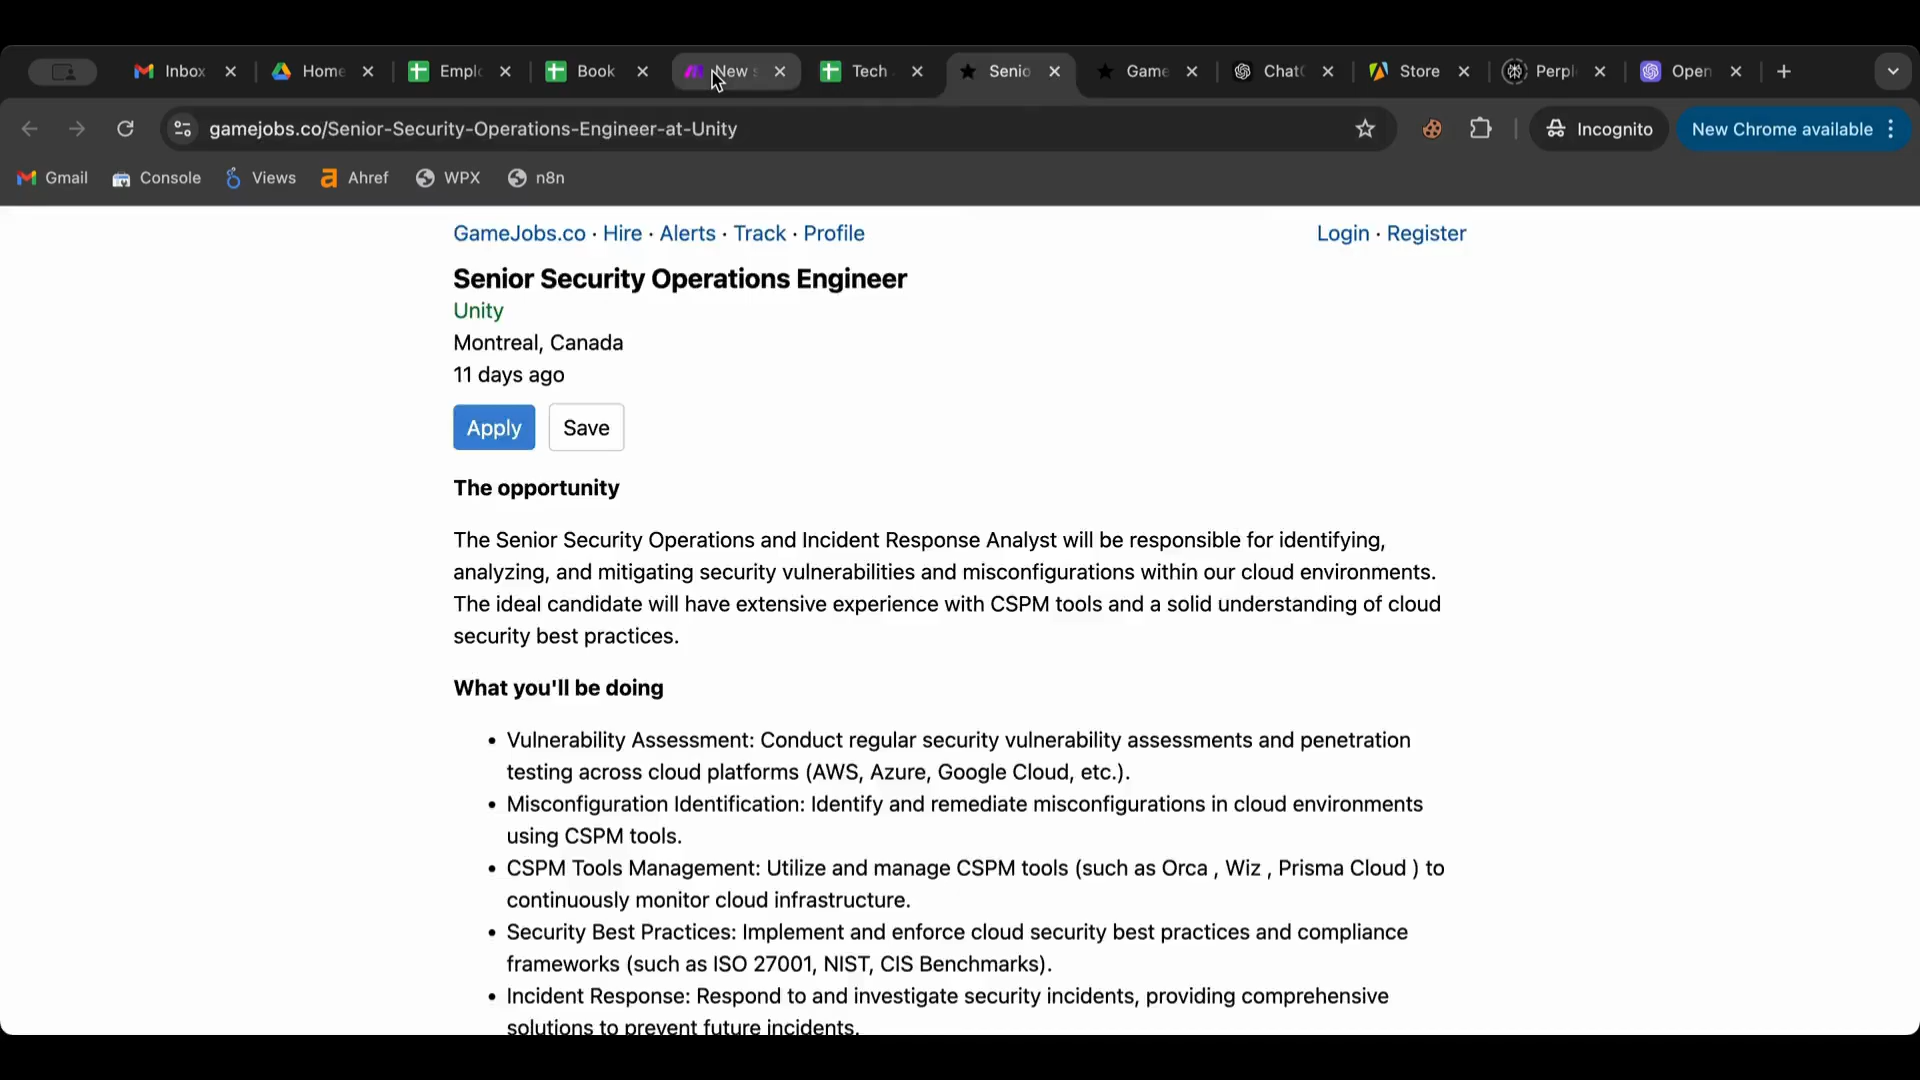 Inbox
Home
Emplo
Book
New s
Tech
Senio
Game
ChatG
Store
Perpl
Open
gamejobs.co/Senior-Security-Operations-Engineer-at-Unity
Incognito
New Chrome available
Gmail
Console
Views
Ahref
WPX
n8n
GameJobs.co · Hire · Alerts · Track · Profile
Login · Register
Senior Security Operations Engineer
Unity
Montreal, Canada
11 days ago
Apply
Save
The opportunity
The Senior Security Operations and Incident Response Analyst will be responsible for identifying,
analyzing, and mitigating security vulnerabilities and misconfigurations within our cloud environments.
The ideal candidate will have extensive experience with CSPM tools and a solid understanding of cloud
security best practices.
What you'll be doing
• Vulnerability Assessment: Conduct regular security vulnerability assessments and penetration
testing across cloud platforms (AWS, Azure, Google Cloud, etc.).
• Misconfiguration Identification: Identify and remediate misconfigurations in cloud environments
using CSPM tools.
• CSPM Tools Management: Utilize and manage CSPM tools (such as Orca , Wiz , Prisma Cloud ) to
continuously monitor cloud infrastructure.
• Security Best Practices: Implement and enforce cloud security best practices and compliance
frameworks (such as ISO 27001, NIST, CIS Benchmarks).
• Incident Response: Respond to and investigate security incidents, providing comprehensive
solutions to prevent future incidents.